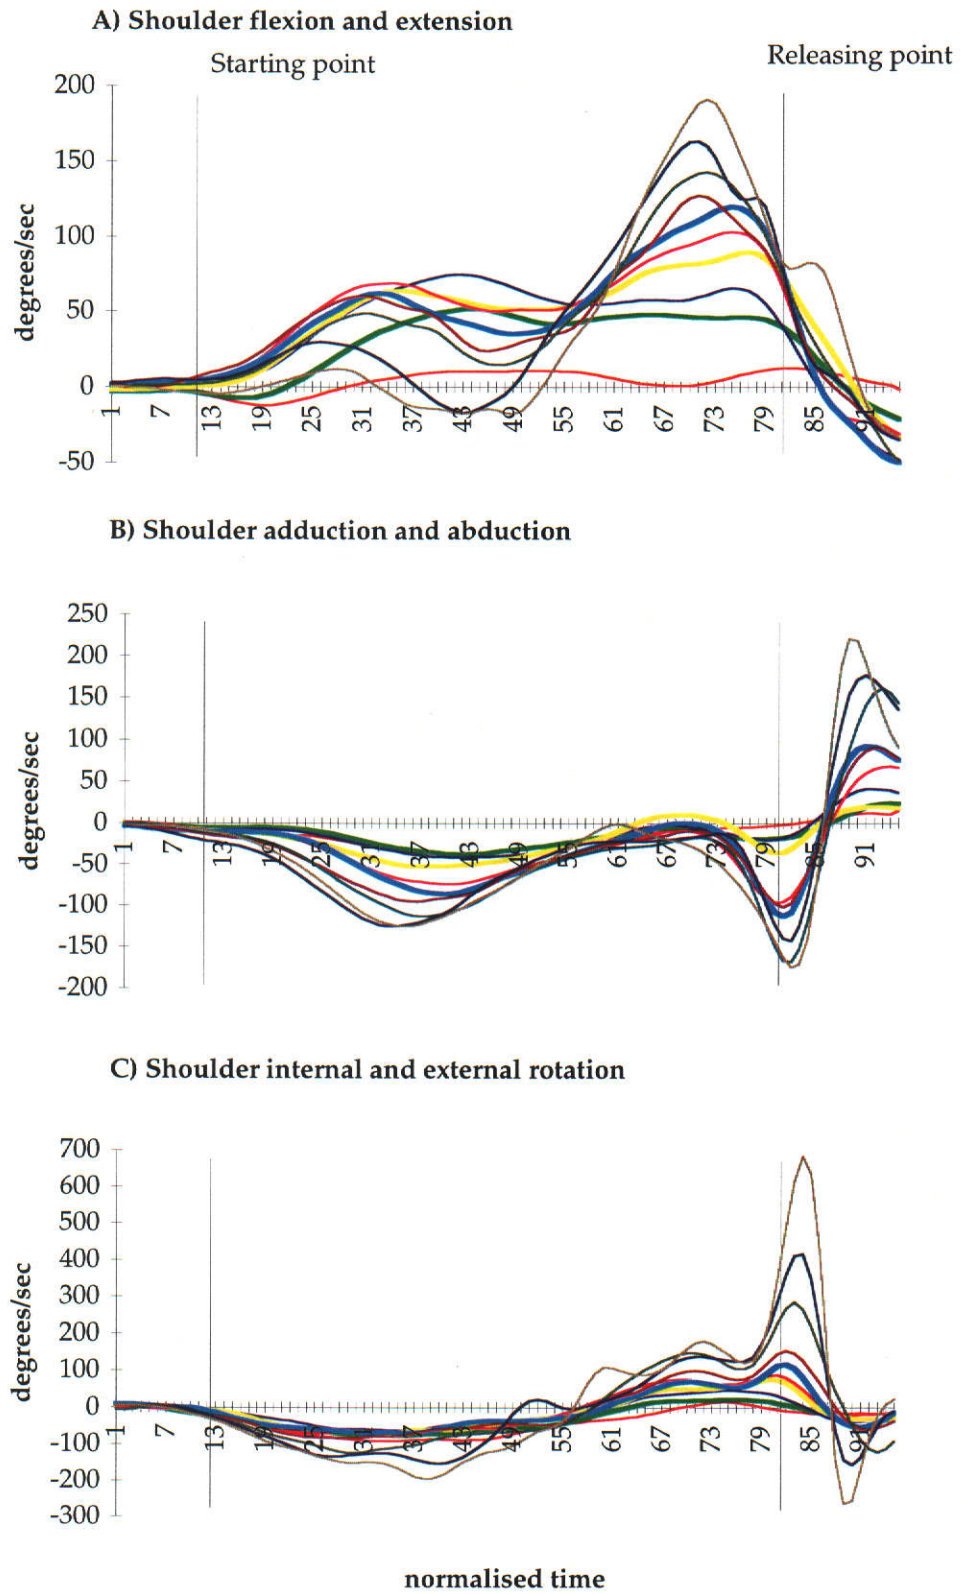 A) Shoulder flexion and extension
Starting point
Releasing point
degrees/sec
200
150
100
50
0
-50
1 7 13 19 25 31 37 43 49 55 61 67 73 79 85 91
B) Shoulder adduction and abduction
degrees/sec
250
200
150
100
50
0
-50
-100
-150
-200
1 7 13 19 25 31 37 43 49 55 61 67 73 79 85 91
C) Shoulder internal and external rotation
degrees/sec
700
600
500
400
300
200
100
0
-100
-200
-300
1 7 13 19 25 31 37 43 49 55 61 67 73 79 85 91
normalised time